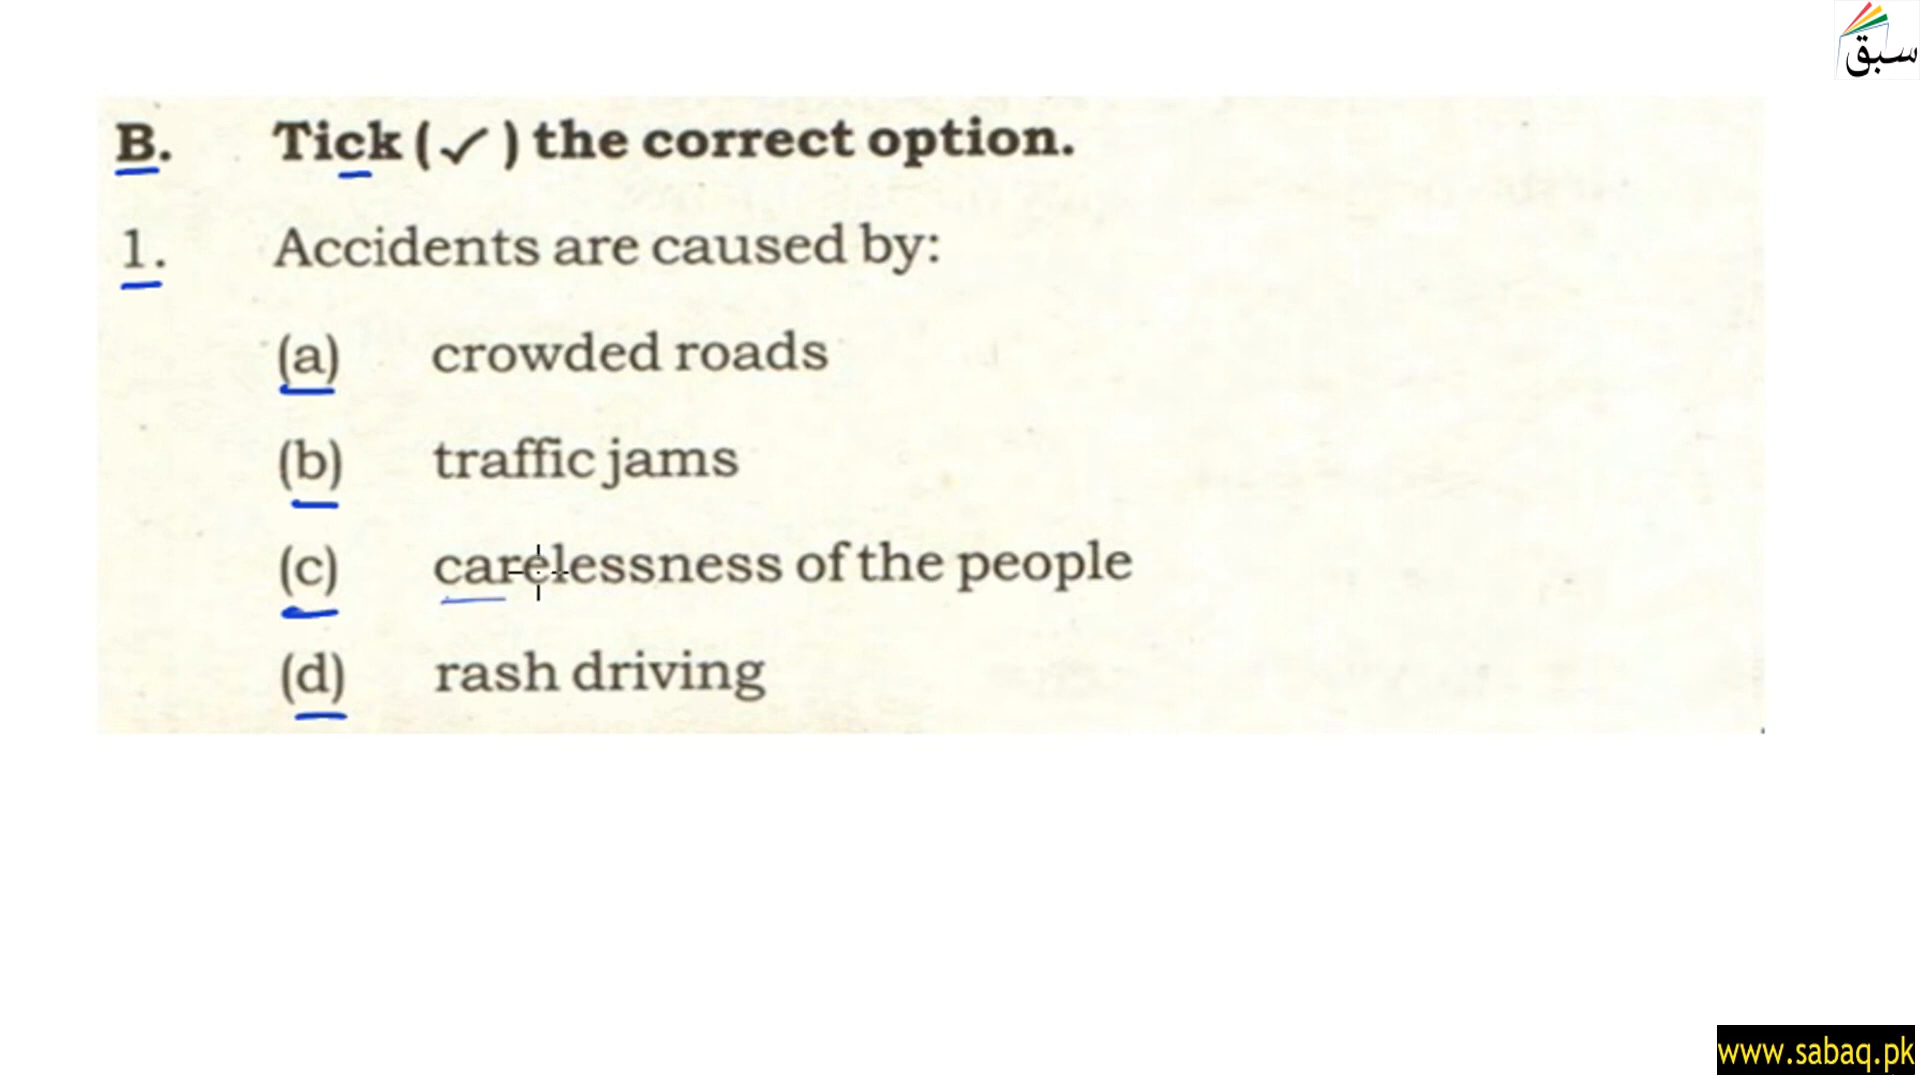 سبق
B. Tick (✓) the correct option.
1. Accidents are caused by:
(a) crowded roads
(b) traffic jams
(c) carelessness of the people
(d) rash driving
www.sabaq.pk